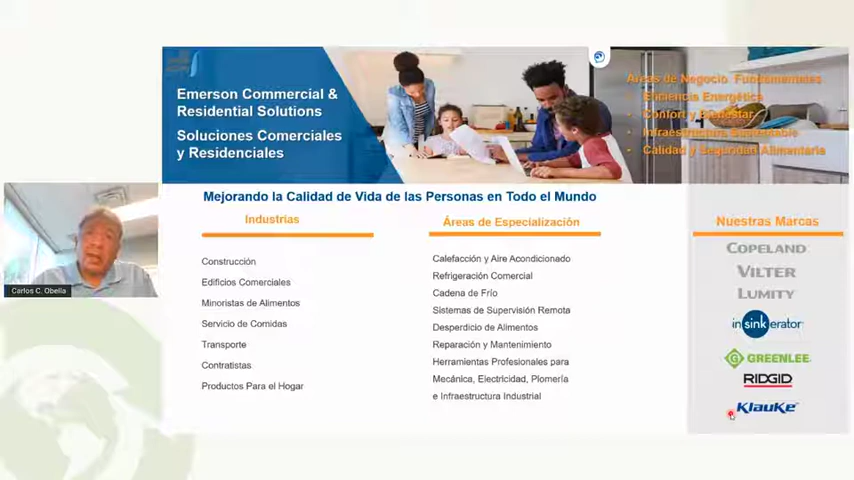 Emerson Commercial &
Residential Solutions
Soluciones Comerciales
y Residenciales
Áreas de Negocio Fundamentales
Eficiencia Energética
• Confort y Bienestar
• Infraestructura Sustentable
• Calidad y Seguridad Alimentaria
Mejorando la Calidad de Vida de las Personas en Todo el Mundo
Industrias
Construcción
Edificios Comerciales
Minoristas de Alimentos
Servicio de Comidas
Transporte
Contratistas
Productos Para el Hogar
Áreas de Especialización
Calefacción y Aire Acondicionado
Refrigeración Comercial
Cadena de Frío
Sistemas de Supervisión Remota
Desperdicio de Alimentos
Reparación y Mantenimiento
Herramientas Profesionales para
Mecánica, Electricidad, Plomería
e Infraestructura Industrial
Nuestras Marcas
COPELAND
VILTER
LUMITY
insinkerator
GREENLEE
RIDGID
Klauke
Carlos C. Obella